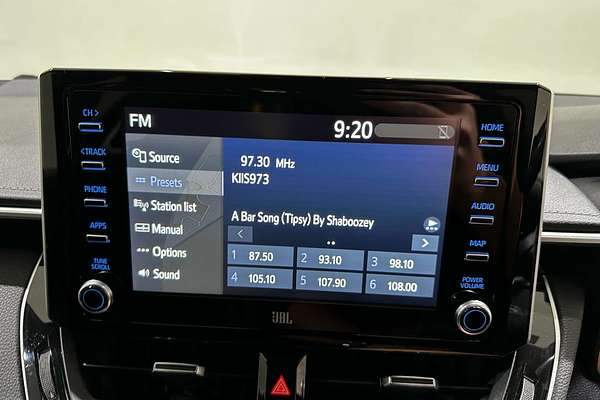 FM
9:20
CH >
< TRACK
PHONE
APPS
TUNE
SCROLL
Source
Presets
Station list
Manual
Options
Sound
97.30 MHz
KIIS973
A Bar Song (Tipsy) By Shaboozey
< >
1 87.50 2 93.10 3 98.10
4 105.10 5 107.90 6 108.00
HOME
MENU
AUDIO
MAP
POWER
VOLUME
JBL